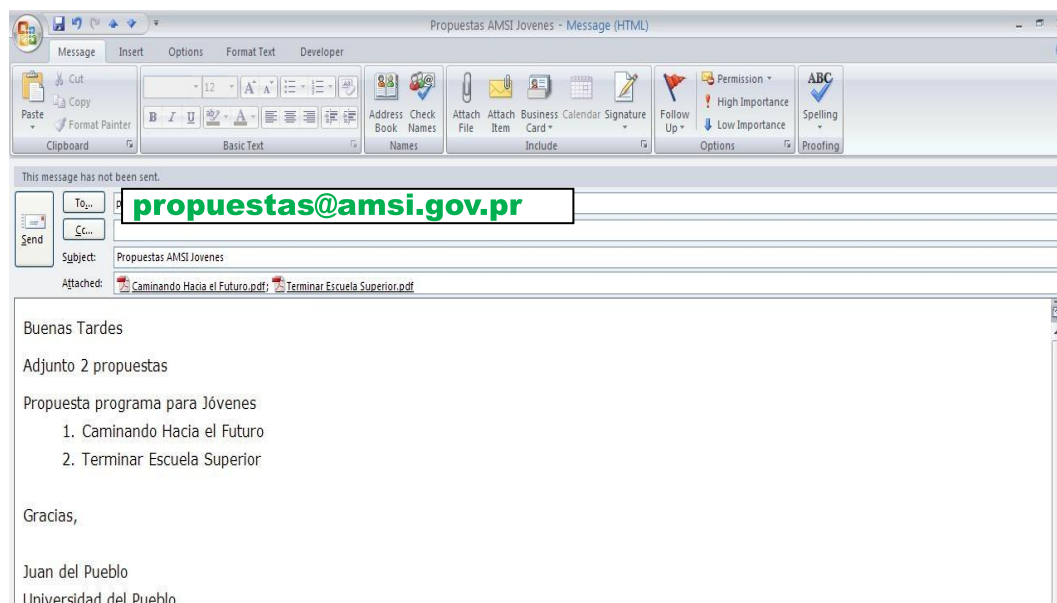 Propuestas AMSI Jovenes - Message (HTML)
Message Insert Options Format Text Developer
Paste
Cut
Copy
Format Painter
Clipboard
12
B I U
Basic Text
Address Book
Check Names
Names
Attach File
Attach Item
Business Card
Calendar
Signature
Include
Follow Up
Permission
High Importance
Low Importance
Options
ABC
Spelling
Proofing
This message has not been sent.
Send
To...
propuestas@amsi.gov.pr
Cc...
Subject: Propuestas AMSI Jovenes
Attached: Caminando Hacia el Futuro.pdf; Terminar Escuela Superior.pdf
Buenas Tardes
Adjunto 2 propuestas
Propuesta programa para Jóvenes
1. Caminando Hacia el Futuro
2. Terminar Escuela Superior
Gracias,
Juan del Pueblo
Universidad del Pueblo